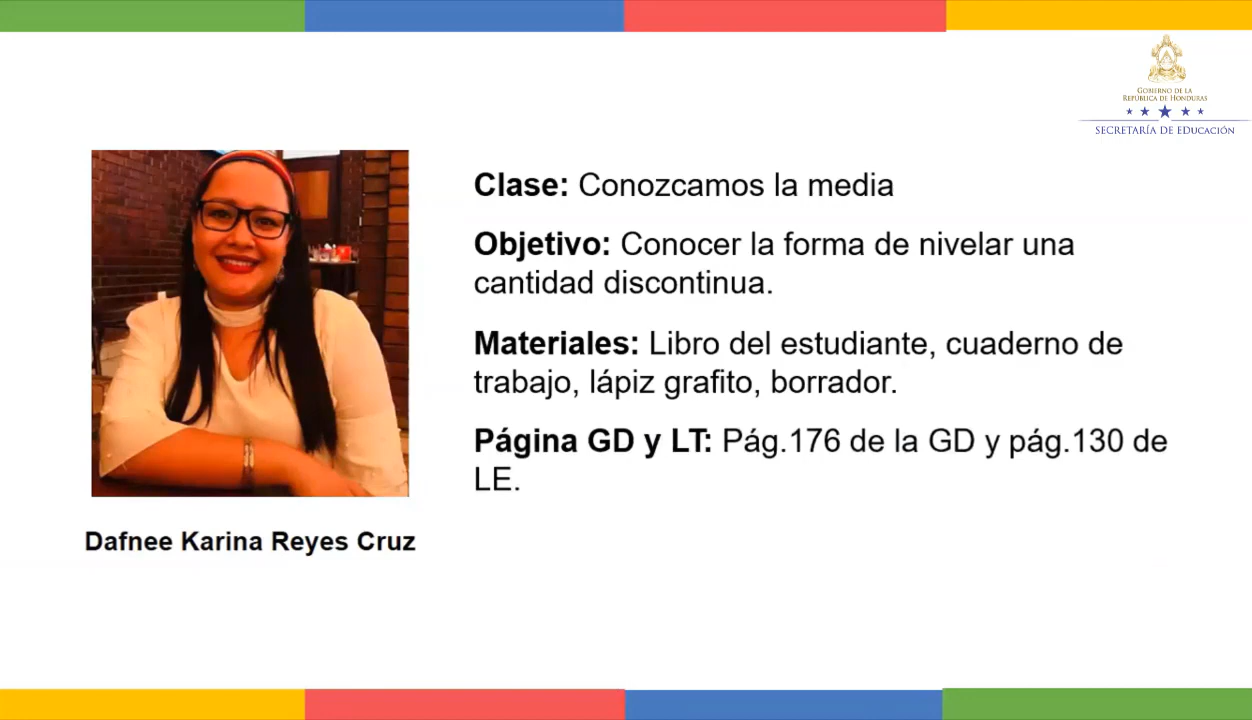 GOBIERNO DE LA
REPÚBLICA DE HONDURAS
SECRETARÍA DE EDUCACIÓN
Clase: Conozcamos la media
Objetivo: Conocer la forma de nivelar una
cantidad discontinua.
Materiales: Libro del estudiante, cuaderno de
trabajo, lápiz grafito, borrador.
Página GD y LT: Pág.176 de la GD y pág.130 de
LE.
Dafnee Karina Reyes Cruz